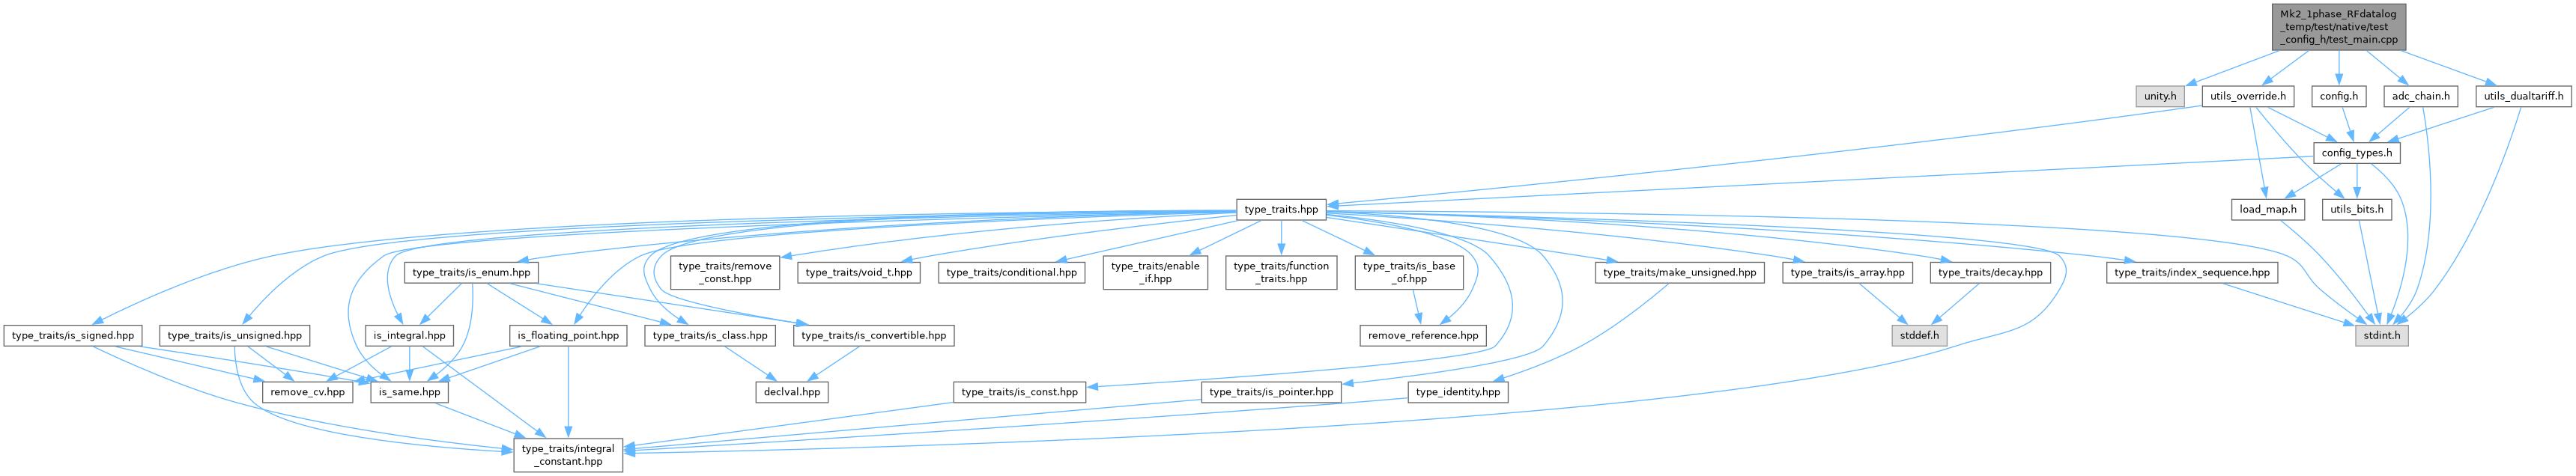 Mk2_1phase_RFdatalog
_temp/test/native/test
_config_h/test_main.cpp
unity.h
utils_override.h
config.h
adc_chain.h
utils_dualtariff.h
config_types.h
type_traits.hpp
load_map.h
utils_bits.h
type_traits/is_enum.hpp
type_traits/remove
_const.hpp
type_traits/void_t.hpp
type_traits/conditional.hpp
type_traits/enable
_if.hpp
type_traits/function
_traits.hpp
type_traits/is_base
_of.hpp
type_traits/make_unsigned.hpp
type_traits/is_array.hpp
type_traits/decay.hpp
type_traits/index_sequence.hpp
type_traits/is_signed.hpp
type_traits/is_unsigned.hpp
is_integral.hpp
is_floating_point.hpp
type_traits/is_class.hpp
type_traits/is_convertible.hpp
remove_reference.hpp
stddef.h
stdint.h
remove_cv.hpp
is_same.hpp
declval.hpp
type_traits/is_const.hpp
type_traits/is_pointer.hpp
type_identity.hpp
type_traits/integral
_constant.hpp